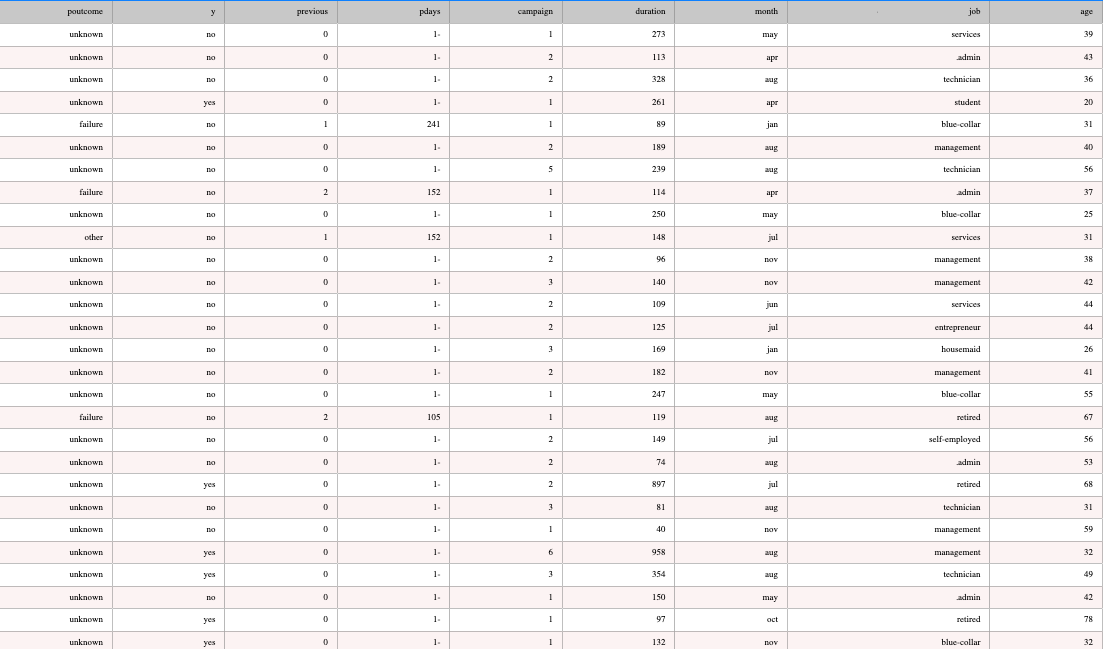 poutcome y previous pdays campaign duration month job age
unknown no 0 1- 1 273 may services 39
unknown no 0 1- 2 113 apr .admin 43
unknown no 0 1- 2 328 aug technician 36
unknown yes 0 1- 1 261 apr student 20
failure no 1 241 1 89 jan blue-collar 31
unknown no 0 1- 2 189 aug management 40
unknown no 0 1- 5 239 aug technician 56
failure no 2 152 1 114 apr .admin 37
unknown no 0 1- 1 250 may blue-collar 25
other no 1 152 1 148 jul services 31
unknown no 0 1- 2 96 nov management 38
unknown no 0 1- 3 140 nov management 42
unknown no 0 1- 2 109 jun services 44
unknown no 0 1- 2 125 jul entrepreneur 44
unknown no 0 1- 3 169 jan housemaid 26
unknown no 0 1- 2 182 nov management 41
unknown no 0 1- 1 247 may blue-collar 55
failure no 2 105 1 119 aug retired 67
unknown no 0 1- 2 149 jul self-employed 56
unknown no 0 1- 2 74 aug .admin 53
unknown yes 0 1- 2 897 jul retired 68
unknown no 0 1- 3 81 aug technician 31
unknown no 0 1- 1 40 nov management 59
unknown yes 0 1- 6 958 aug management 32
unknown yes 0 1- 3 354 aug technician 49
unknown no 0 1- 1 150 may .admin 42
unknown yes 0 1- 1 97 oct retired 78
unknown yes 0 1- 1 132 nov blue-collar 32